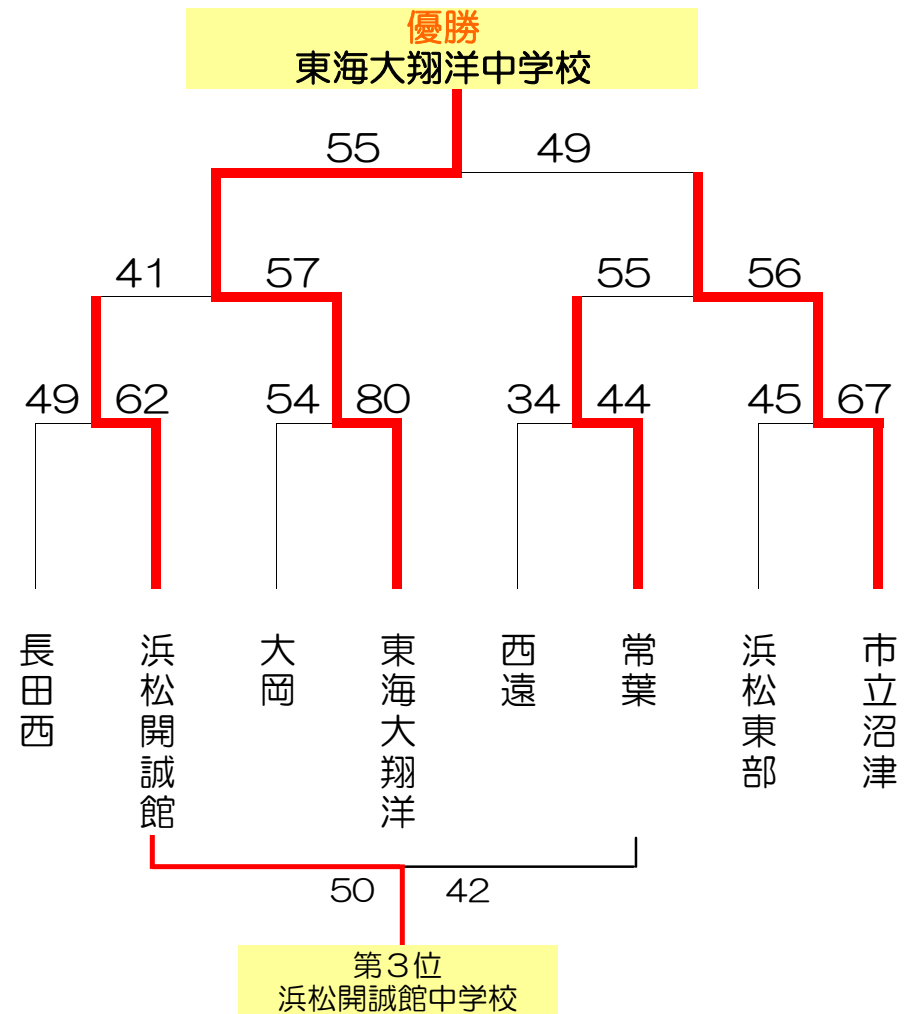 優勝
東海大翔洋中学校
55 49
41 57 55 56
49 62 54 80 34 44 45 67
長田西
浜松開誠館
大岡
東海大翔洋
西遠
常葉
浜松東部
市立沼津
50 42
第3位
浜松開誠館中学校